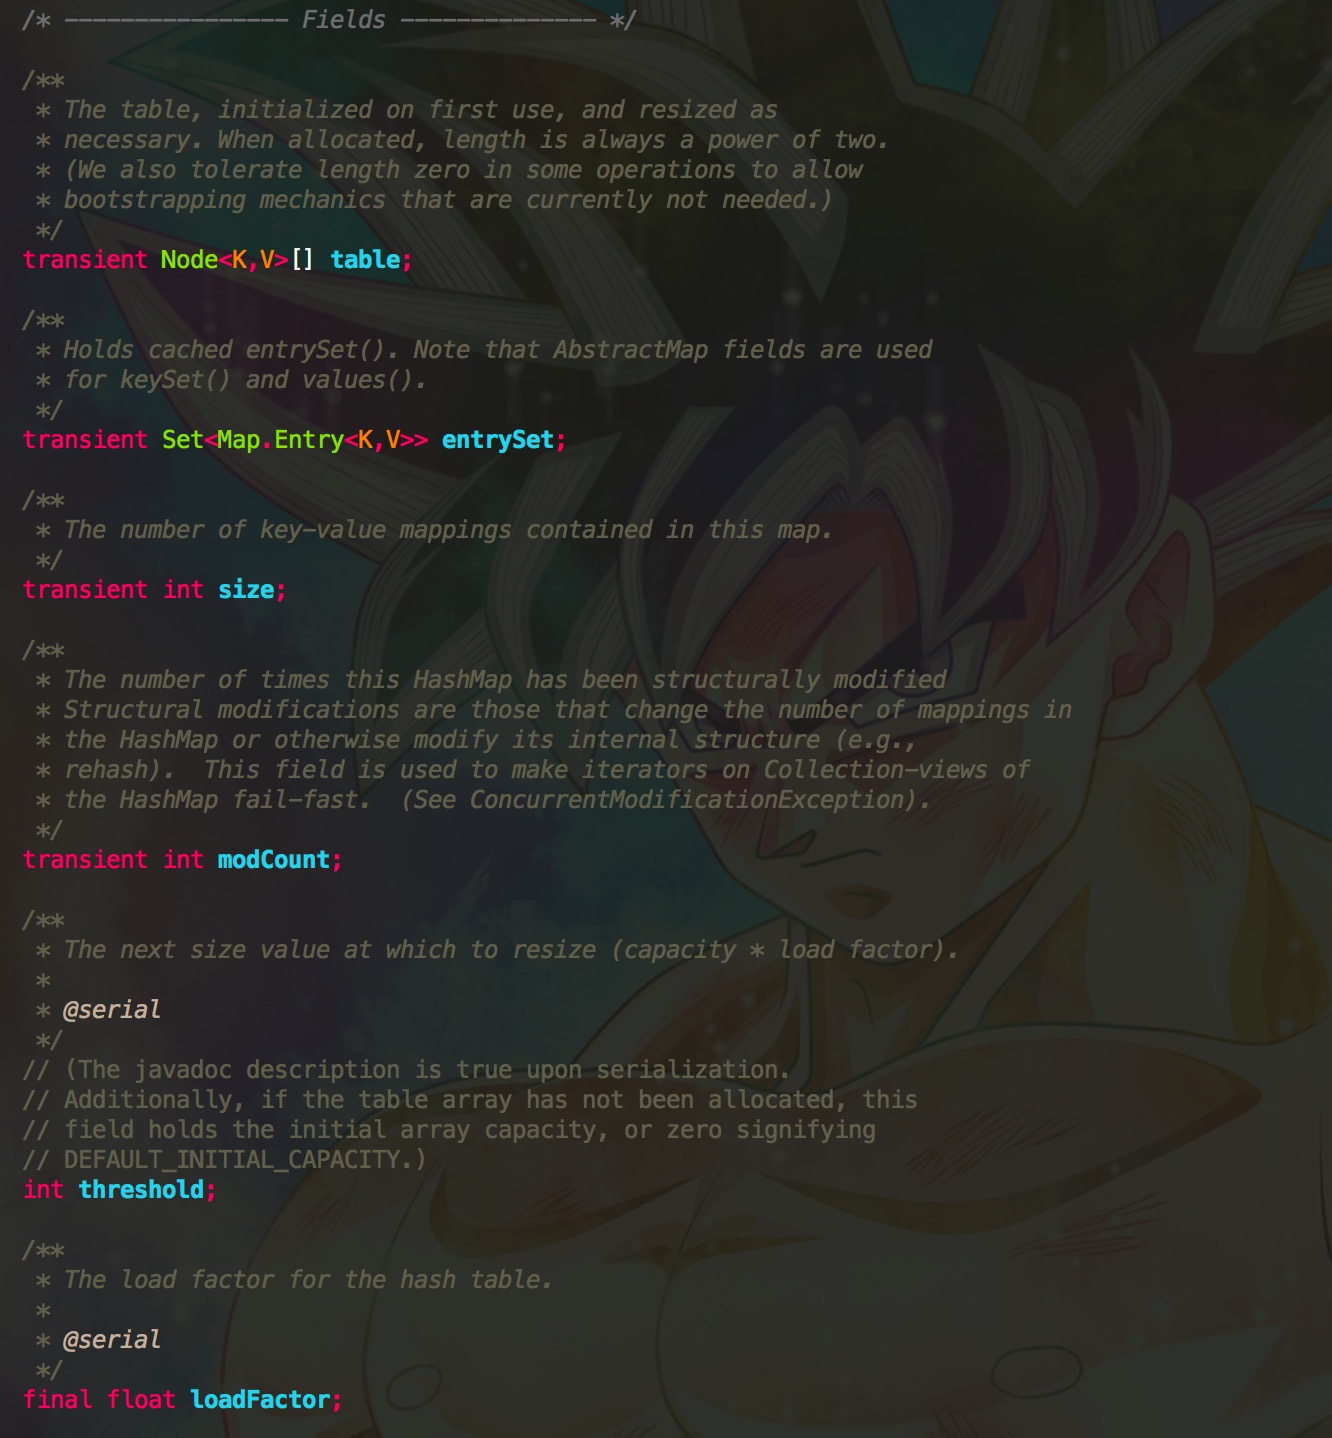 /* ---------------- Fields -------------- */
/**
 * The table, initialized on first use, and resized as
 * necessary. When allocated, length is always a power of two.
 * (We also tolerate length zero in some operations to allow
 * bootstrapping mechanics that are currently not needed.)
 */
transient Node<K,V>[] table;
/**
 * Holds cached entrySet(). Note that AbstractMap fields are used
 * for keySet() and values().
 */
transient Set<Map.Entry<K,V>> entrySet;
/**
 * The number of key-value mappings contained in this map.
 */
transient int size;
/**
 * The number of times this HashMap has been structurally modified
 * Structural modifications are those that change the number of mappings in
 * the HashMap or otherwise modify its internal structure (e.g.,
 * rehash).  This field is used to make iterators on Collection-views of
 * the HashMap fail-fast.  (See ConcurrentModificationException).
 */
transient int modCount;
/**
 * The next size value at which to resize (capacity * load factor).
 *
 * @serial
 */
// (The javadoc description is true upon serialization.
// Additionally, if the table array has not been allocated, this
// field holds the initial array capacity, or zero signifying
// DEFAULT_INITIAL_CAPACITY.)
int threshold;
/**
 * The load factor for the hash table.
 *
 * @serial
 */
final float loadFactor;